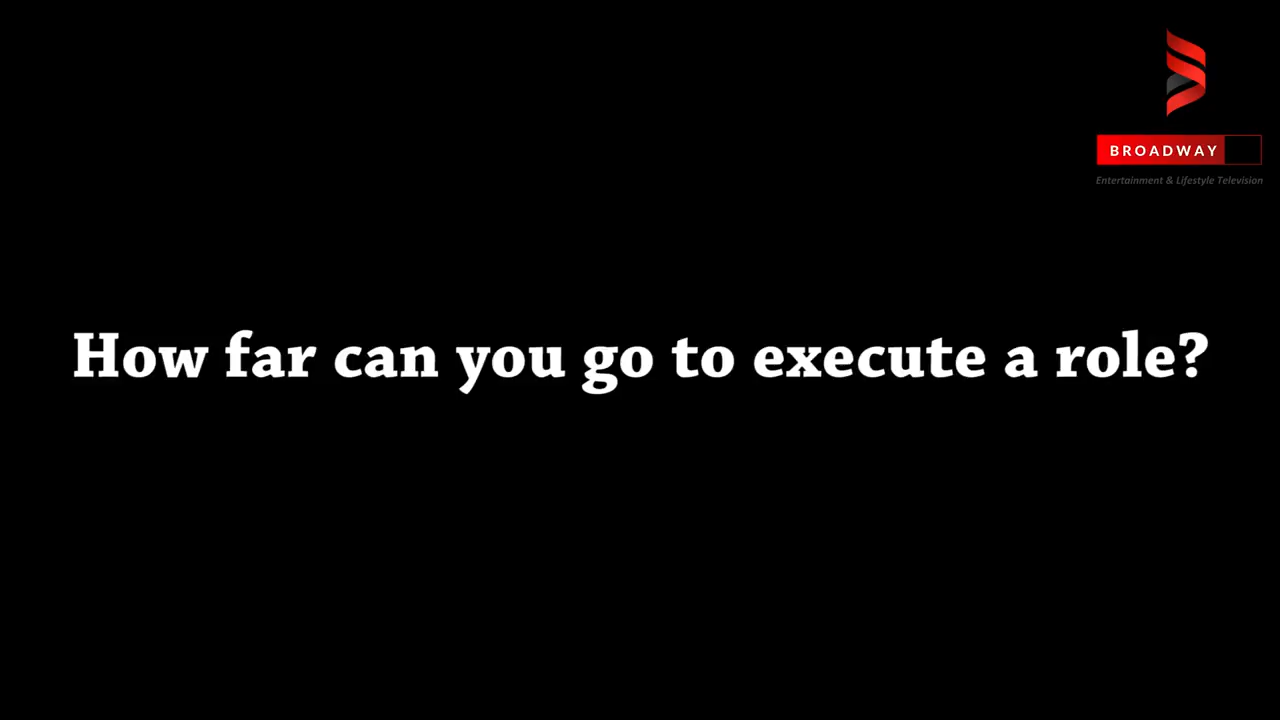 BROADWAY
Entertainment & Lifestyle Television
How far can you go to execute a role?